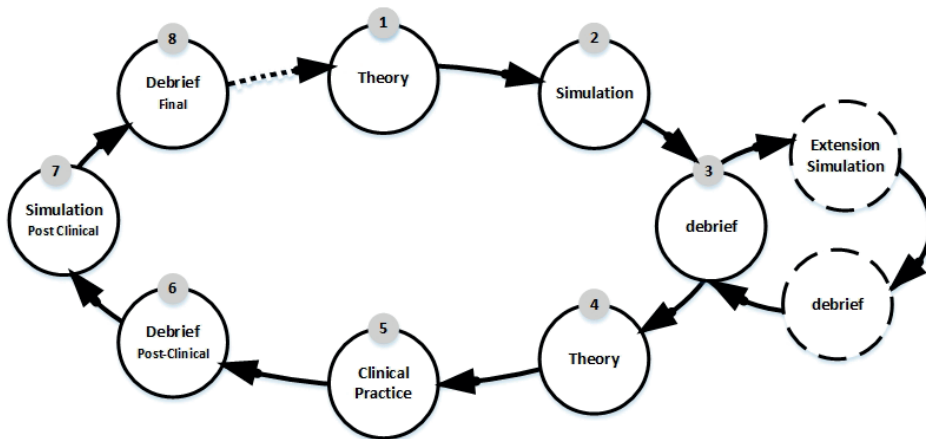 1
Theory
2
Simulation
3
debrief
Extension
Simulation
debrief
4
Theory
5
Clinical
Practice
6
Debrief
Post-Clinical
7
Simulation
Post Clinical
8
Debrief
Final